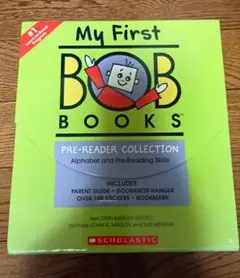 #1
My First
BOB
BOOKS
PRE-READER COLLECTION
Alphabet and Pre-Reading Skills
INCLUDES:
PARENT GUIDE • DOORKNOB HANGER
OVER 100 STICKERS • BOOKMARK
SCHOLASTIC